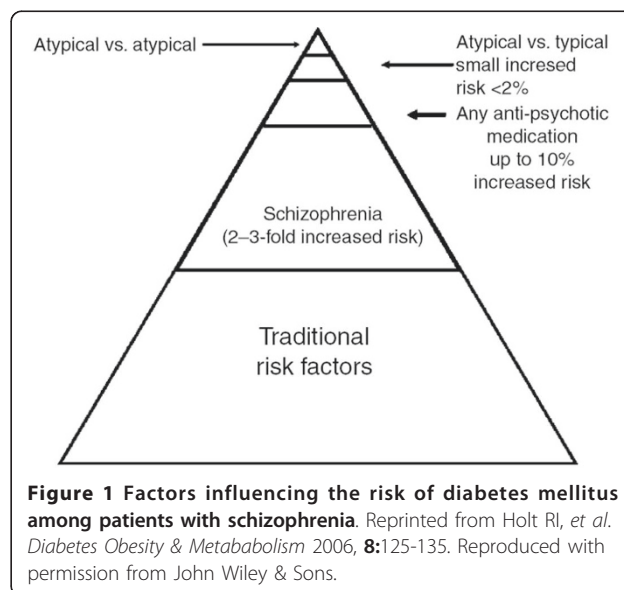 Atypical vs. atypical
Atypical vs. typical
small incresed
risk <2%
Any anti-psychotic
medication
up to 10%
increased risk
Schizophrenia
(2–3-fold increased risk)
Traditional
risk factors
Figure 1 Factors influencing the risk of diabetes mellitus
among patients with schizophrenia. Reprinted from Holt RI, et al.
Diabetes Obesity & Metababolism 2006, 8:125-135. Reproduced with
permission from John Wiley & Sons.